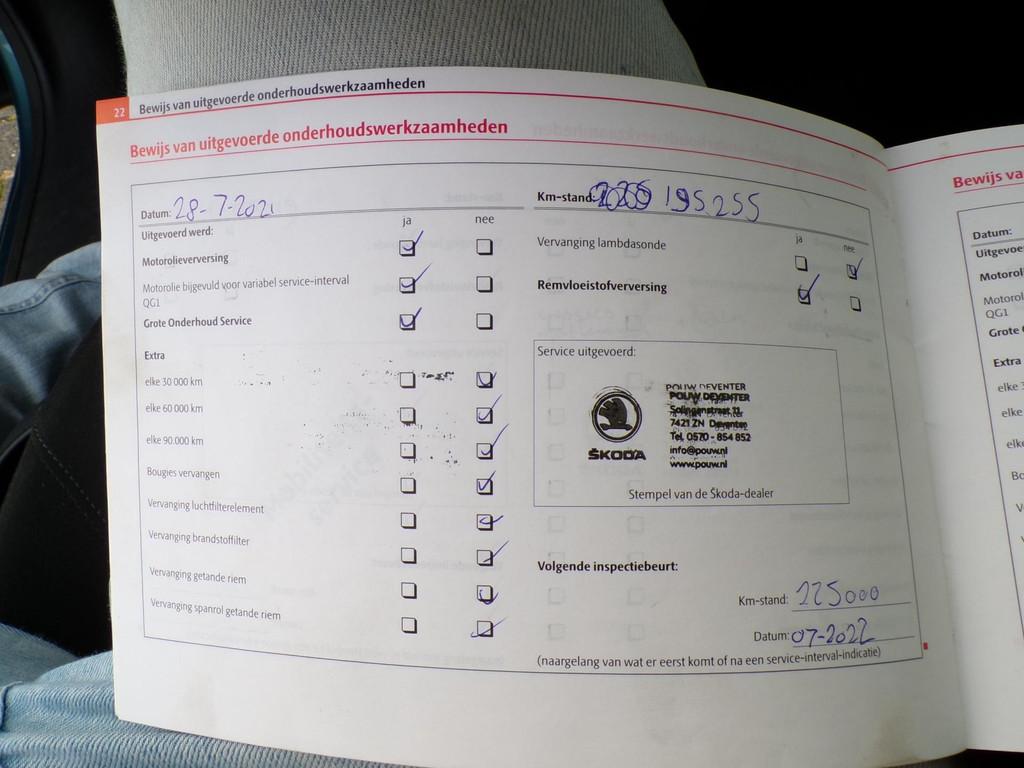 22 Bewijs van uitgevoerde onderhoudswerkzaamheden
Bewijs van uitgevoerde onderhoudswerkzaamheden
Datum: 28-7-2021
Uitgevoerd werd:
ja nee
Motorolieverversing
Motorolie bijgevuld voor variabel service-interval
QG1
Grote Onderhoud Service
Extra
elke 30 000 km
elke 60 000 km
elke 90.000 km
Bougies vervangen
Vervanging luchtfilterelement
Vervanging brandstoffilter
Vervanging getande riem
Vervanging spanrol getande riem
Km-stand: 195.255
ja nee
Vervanging lambdasonde
Remvloeistofverversing
Service uitgevoerd:
ŠKODA
POUW DEVENTER
POUW DEVENTER
Solingenstraat 11
7421 ZN Deventer
Tel. 0570 - 854 852
info@pouw.nl
www.pouw.nl
Stempel van de Škoda-dealer
Volgende inspectiebeurt:
Km-stand: 225000
Datum: 07-2022
(naargelang van wat er eerst komt of na een service-interval-indicatie)
Bewijs va
Datum:
Uitgevoe
Motorol
Motorol
QG1
Grote
Extra
elke
elke
elk
Bo
V